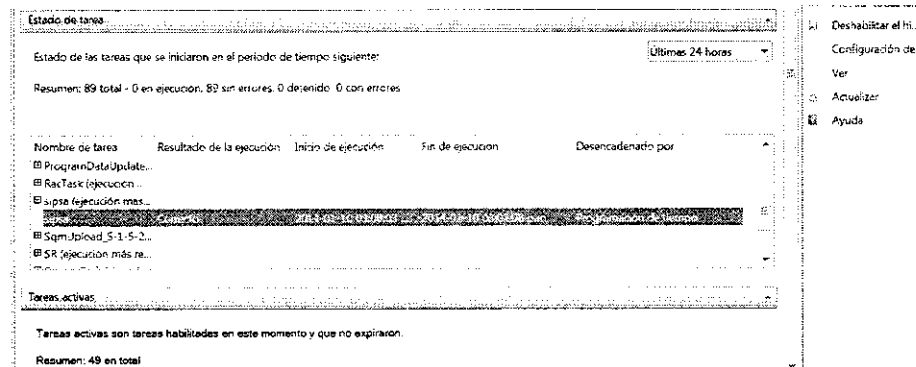 Estado de tarea
Estado de las tareas que se iniciaron en el periodo de tiempo siguiente:
Últimas 24 horas
Resumen: 89 total - 0 en ejecución, 89 sin errores, 0 detenido, 0 con errores
Nombre de tarea Resultado de la ejecución Inicio de ejecución Fin de ejecución Desencadenado por
ProgramDataUpdate...
RacTask (ejecución ...
sipsa (ejecución más...
SqmUpload_S-1-5-2...
SR (ejecución más re...
Tareas activas
Tareas activas son tareas habilitadas en este momento y que no expiraron.
Resumen: 49 en total
Deshabilitar el hi...
Configuración de
Ver
Actualizar
Ayuda